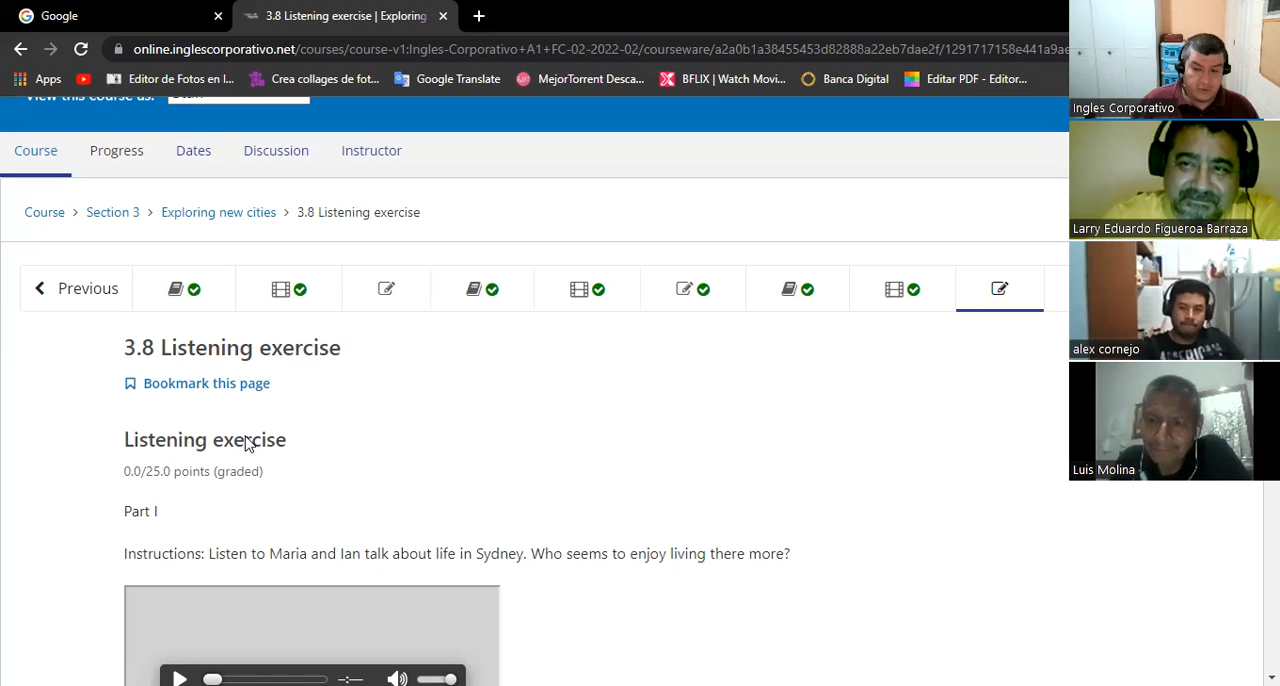 Google
3.8 Listening exercise | Exploring
online.inglescorporativo.net/courses/course-v1:Ingles-Corporativo+A1+FC-02-2022-02/courseware/a2a0b1a38455453d82888a22eb7dae2f/1291717158e441a9ae
Apps
Editor de Fotos en l...
Crea collages de fot...
Google Translate
MejorTorrent Desca...
BFLIX | Watch Movi...
Banca Digital
Editar PDF - Editor...
View this course as:
Course
Progress
Dates
Discussion
Instructor
Course > Section 3 > Exploring new cities > 3.8 Listening exercise
Previous
3.8 Listening exercise
Bookmark this page
Listening exercise
0.0/25.0 points (graded)
Part I
Instructions: Listen to Maria and Ian talk about life in Sydney. Who seems to enjoy living there more?
-:--
Ingles Corporativo
Larry Eduardo Figueroa Barraza
alex cornejo
AMERICAN
Luis Molina